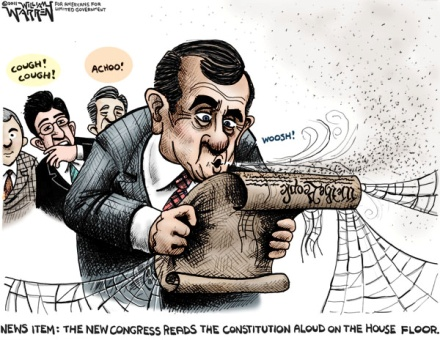 ©2011 WILLIAM WARREN
FOR AMERICANS FOR
LIMITED GOVERNMENT
COUGH!
COUGH!
ACHOO!
WOOSH!
We the People
NEWS ITEM: THE NEW CONGRESS READS THE CONSTITUTION ALOUD ON THE HOUSE FLOOR.